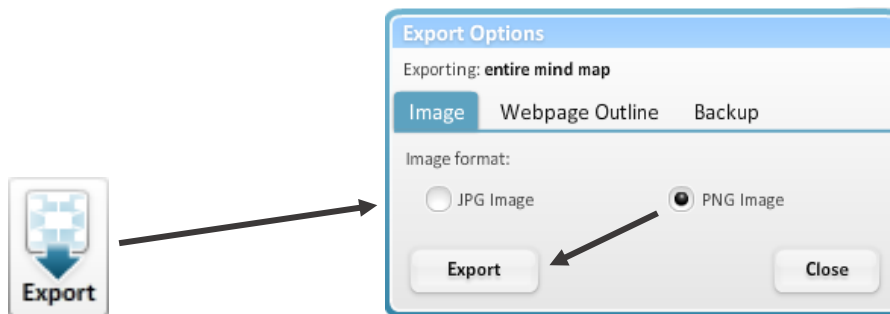 Export Options
Exporting: entire mind map
Image Webpage Outline Backup
Image format:
JPG Image PNG Image
Export Close
Export